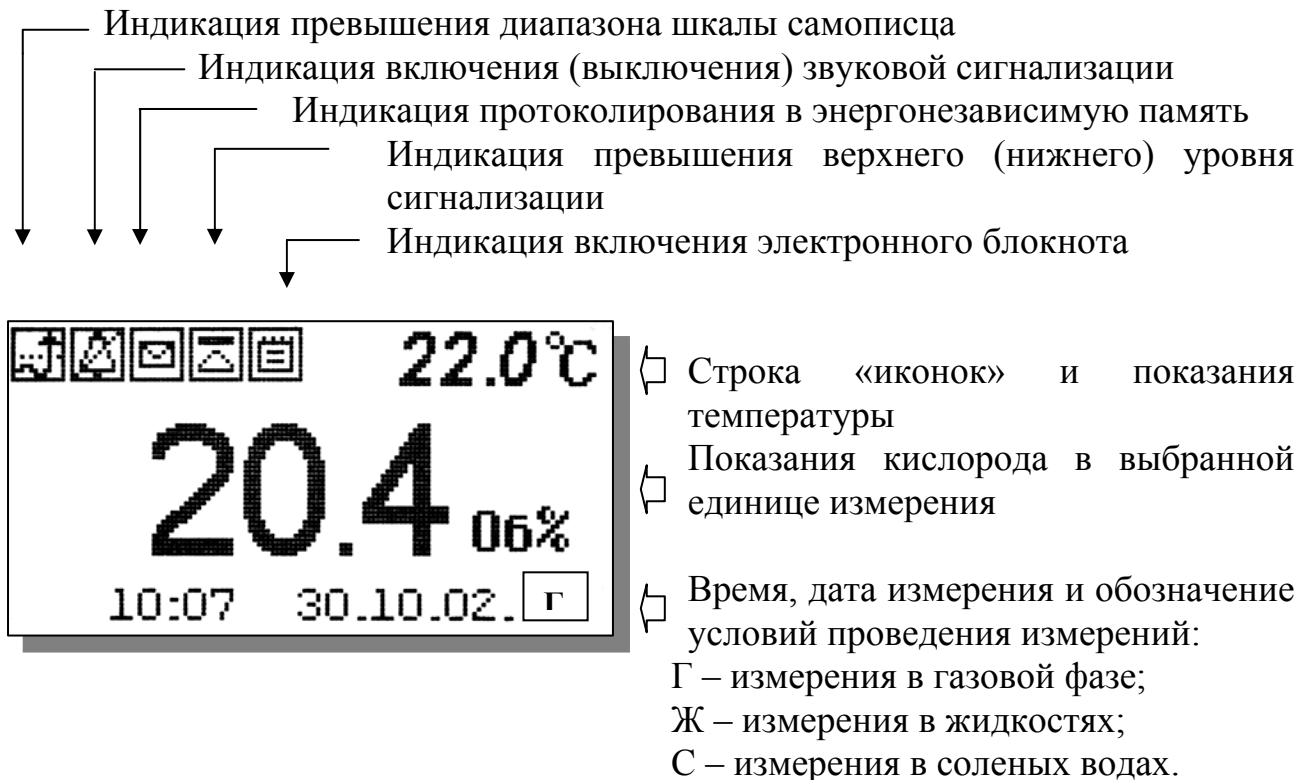 Индикация превышения диапазона шкалы самописца
Индикация включения (выключения) звуковой сигнализации
Индикация протоколирования в энергонезависимую память
Индикация превышения верхнего (нижнего) уровня
сигнализации
Индикация включения электронного блокнота
22.0°C
20.4 Об%
10:07 30.10.02. Г
Строка «иконок» и показания
температуры
Показания кислорода в выбранной
единице измерения
Время, дата измерения и обозначение
условий проведения измерений:
Г – измерения в газовой фазе;
Ж – измерения в жидкостях;
С – измерения в соленых водах.